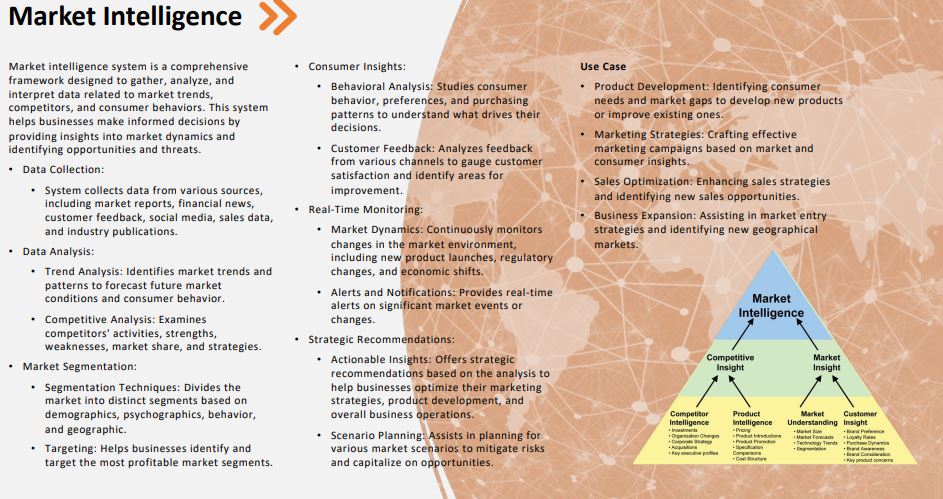 Market Intelligence
Market intelligence system is a comprehensive
framework designed to gather, analyze, and
interpret data related to market trends,
competitors, and consumer behaviors. This system
helps businesses make informed decisions by
providing insights into market dynamics and
identifying opportunities and threats.
• Data Collection:
• System collects data from various sources,
including market reports, financial news,
customer feedback, social media, sales data,
and industry publications.
• Data Analysis:
• Trend Analysis: Identifies market trends and
patterns to forecast future market
conditions and consumer behavior.
• Competitive Analysis: Examines
competitors' activities, strengths,
weaknesses, market share, and strategies.
• Market Segmentation:
• Segmentation Techniques: Divides the
market into distinct segments based on
demographics, psychographics, behavior,
and geographic.
• Targeting: Helps businesses identify and
target the most profitable market segments.
• Consumer Insights:
• Behavioral Analysis: Studies consumer
behavior, preferences, and purchasing
patterns to understand what drives their
decisions.
• Customer Feedback: Analyzes feedback
from various channels to gauge customer
satisfaction and identify areas for
improvement.
• Real-Time Monitoring:
• Market Dynamics: Continuously monitors
changes in the market environment,
including new product launches, regulatory
changes, and economic shifts.
• Alerts and Notifications: Provides real-time
alerts on significant market events or
changes.
• Strategic Recommendations:
• Actionable Insights: Offers strategic
recommendations based on the analysis to
help businesses optimize their marketing
strategies, product development, and
overall business operations.
• Scenario Planning: Assists in planning for
various market scenarios to mitigate risks
and capitalize on opportunities.
Use Case
• Product Development: Identifying consumer
needs and market gaps to develop new products
or improve existing ones.
• Marketing Strategies: Crafting effective
marketing campaigns based on market and
consumer insights.
• Sales Optimization: Enhancing sales strategies
and identifying new sales opportunities.
• Business Expansion: Assisting in market entry
strategies and identifying new geographical
markets.
Market
Intelligence
Competitive
Insight
Market
Insight
Competitor
Intelligence
• Investments
• Organization Changes
• Corporate Strategy
• Acquisitions
• Key executive profiles
Product
Intelligence
• Pricing
• Product Introductions
• Product Promotion
• Specification
Comparisons
• Cost Structure
Market
Understanding
• Market Size
• Market Forecasts
• Technology Trends
• Segmentation
Customer
Insight
• Brand Preference
• Loyalty Rates
• Purchase Dynamics
• Brand Awareness
• Brand Consideration
• Key product concerns